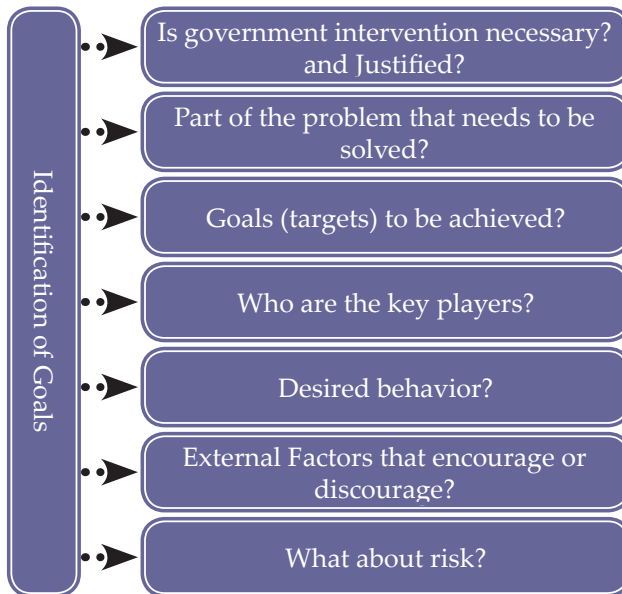 Identification of Goals
Is government intervention necessary?
and Justified?
Part of the problem that needs to be
solved?
Goals (targets) to be achieved?
Who are the key players?
Desired behavior?
External Factors that encourage or
discourage?
What about risk?